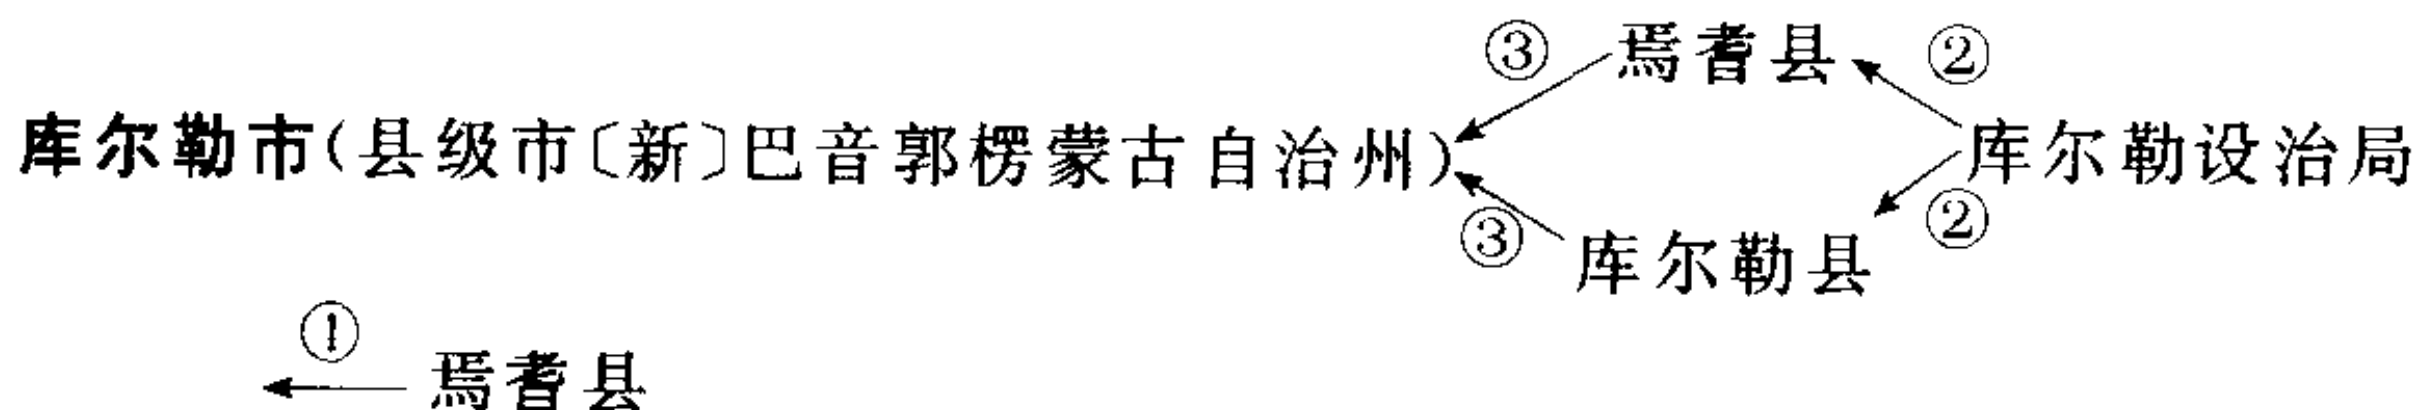 ③ 焉耆县 ②
库尔勒市(县级市〔新〕巴音郭楞蒙古自治州) 库尔勒设治局
③ 库尔勒县 ②
① 焉耆县